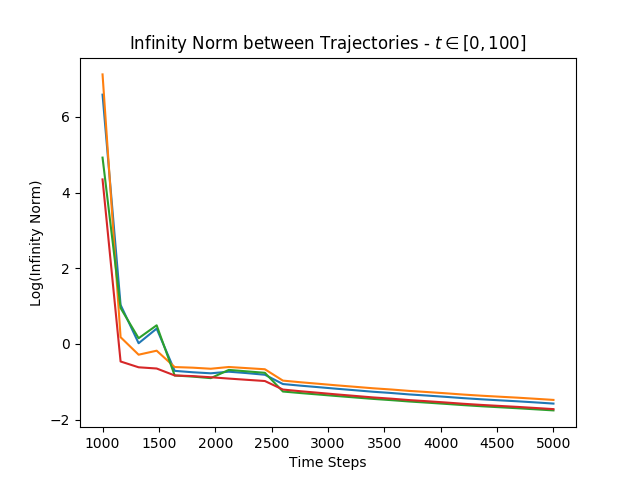 Infinity Norm between Trajectories - t ∈ [0, 100]
Log(Infinity Norm)
6
4
2
0
−2
1000 1500 2000 2500 3000 3500 4000 4500 5000
Time Steps